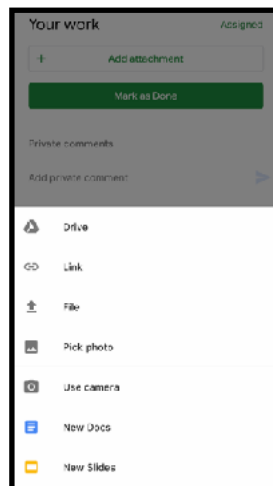 Your work
Assigned
+ Add attachment
Mark as Done
Private comments
Add private comment
Drive
Link
File
Pick photo
Use camera
New Docs
New Slides